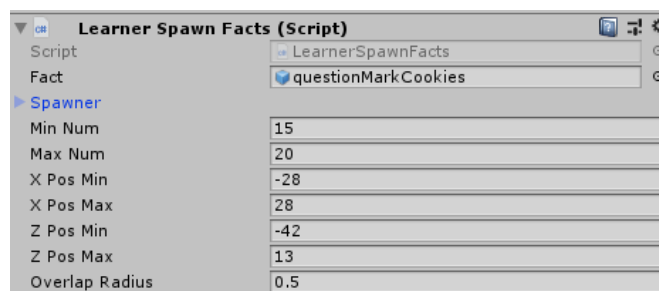 Learner Spawn Facts (Script)
Script LearnerSpawnFacts
Fact questionMarkCookies
Spawner
Min Num 15
Max Num 20
X Pos Min -28
X Pos Max 28
Z Pos Min -42
Z Pos Max 13
Overlap Radius 0.5